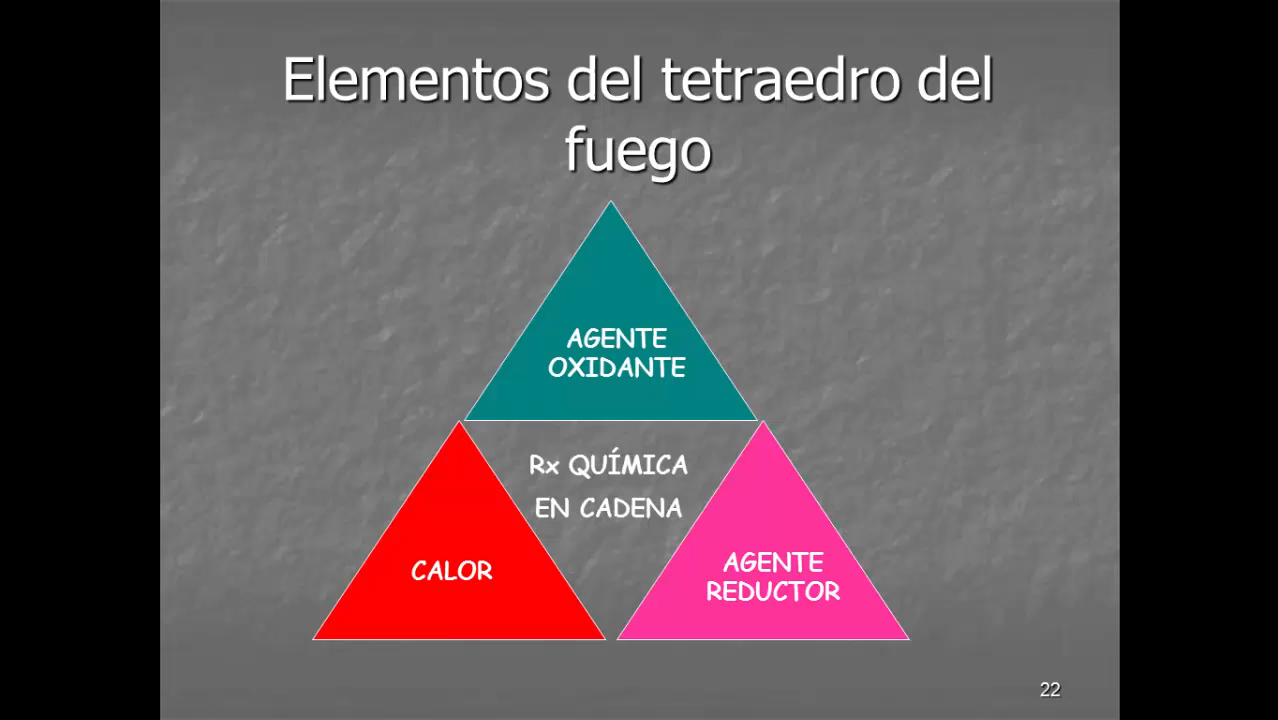 Elementos del tetraedro del
fuego
AGENTE
OXIDANTE
Rx QUÍMICA
EN CADENA
CALOR
AGENTE
REDUCTOR
22